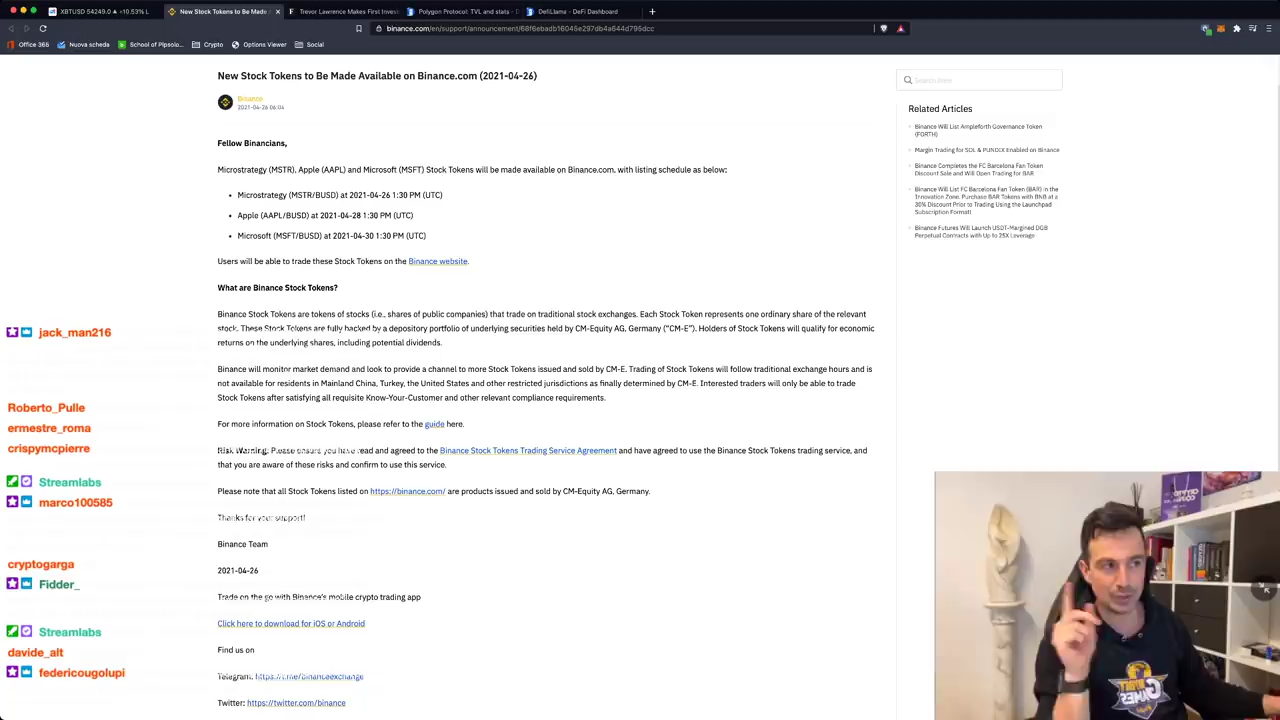 XBTUSD 54249.0 ▲ +10.53% L
New Stock Tokens to Be Made
Trevor Lawrence Makes First Invest
Polygon Protocol: TVL and stats -
DefiLlama - DeFi Dashboard
binance.com/en/support/announcement/68f6ebadb16045e297db4a644d795dcc
Office 365
Nuova scheda
School of Pipsolo...
Crypto
Options Viewer
Social
New Stock Tokens to Be Made Available on Binance.com (2021-04-26)
Binance
2021-04-26 06:04
Fellow Binancians,
Microstrategy (MSTR), Apple (AAPL) and Microsoft (MSFT) Stock Tokens will be made available on Binance.com, with listing schedule as below:
Microstrategy (MSTR/BUSD) at 2021-04-26 1:30 PM (UTC)
Apple (AAPL/BUSD) at 2021-04-28 1:30 PM (UTC)
Microsoft (MSFT/BUSD) at 2021-04-30 1:30 PM (UTC)
Users will be able to trade these Stock Tokens on the Binance website.
What are Binance Stock Tokens?
Binance Stock Tokens are tokens of stocks (i.e., shares of public companies) that trade on traditional stock exchanges. Each Stock Token represents one ordinary share of the relevant
stock. These Stock Tokens are fully backed by a depository portfolio of underlying securities held by CM-Equity AG, Germany ("CM-E"). Holders of Stock Tokens will qualify for economic
returns on the underlying shares, including potential dividends.
Binance will monitor market demand and look to provide a channel to more Stock Tokens issued and sold by CM-E. Trading of Stock Tokens will follow traditional exchange hours and is
not available for residents in Mainland China, Turkey, the United States and other restricted jurisdictions as finally determined by CM-E. Interested traders will only be able to trade
Stock Tokens after satisfying all requisite Know-Your-Customer and other relevant compliance requirements.
For more information on Stock Tokens, please refer to the guide here.
Risk Warning: Please ensure you have read and agreed to the Binance Stock Tokens Trading Service Agreement and have agreed to use the Binance Stock Tokens trading service, and
that you are aware of these risks and confirm to use this service.
Please note that all Stock Tokens listed on https://binance.com/ are products issued and sold by CM-Equity AG, Germany.
Thanks for your support!
Binance Team
2021-04-26
Trade on the go with Binance's mobile crypto trading app
Click here to download for iOS or Android
Find us on
Telegram: https://t.me/binanceexchange
Twitter: https://twitter.com/binance
Search here
Related Articles
Binance Will List Ampleforth Governance Token
(FORTH)
Margin Trading for SOL & PUNDIX Enabled on Binance
Binance Completes the FC Barcelona Fan Token
Discount Sale and Will Open Trading for BAR
Binance Will List FC Barcelona Fan Token (BAR) in the
Innovation Zone. Purchase BAR Tokens with BNB at a
30% Discount Prior to Trading Using the Launchpad
Subscription Format!
Binance Futures Will Launch USDT-Margined DGB
Perpetual Contracts with Up to 25X Leverage
jack_man216
Roberto_Pulle
ermestre_roma
crispymcpierre
Streamlabs
marco100585
cryptogarga
Fidder_
Streamlabs
davide_alt
federicougolupi